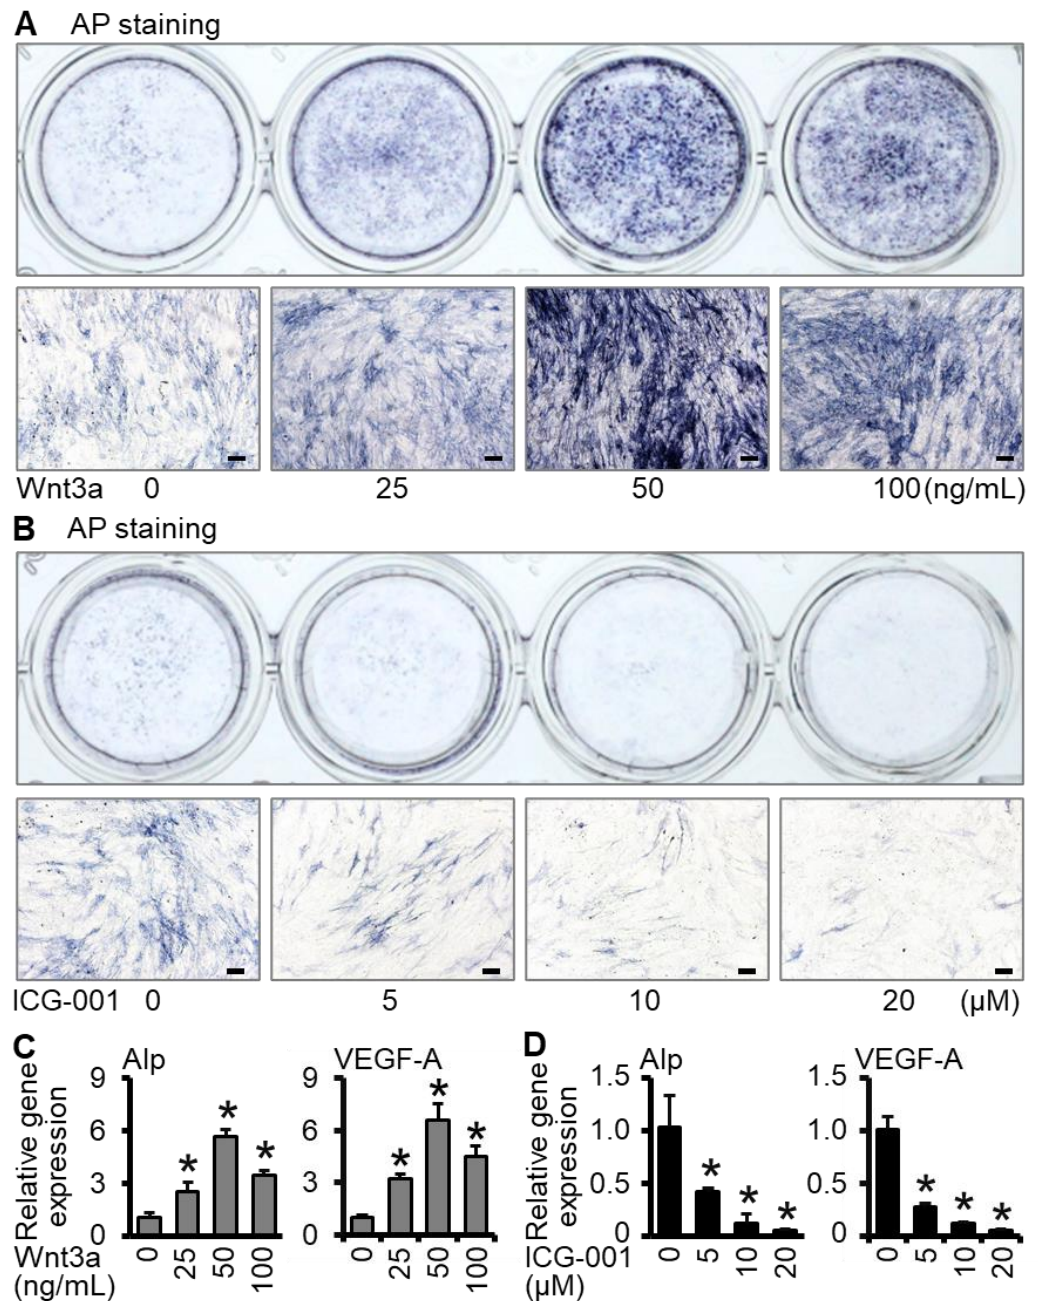 A AP staining
Wnt3a 0 25 50 100 (ng/mL)
B AP staining
ICG-001 0 5 10 20 (µM)
C Alp VEGF-A
Relative gene
expression
9
6
3
0
* * *
9
6
3
0
* * *
Wnt3a 0 25 50 100 0 25 50 100
(ng/mL)
D Alp VEGF-A
Relative gene
expression
1.5
1.0
0.5
0
* * *
1.5
1.0
0.5
0
* * *
ICG-001 0 5 10 20 0 5 10 20
(µM)